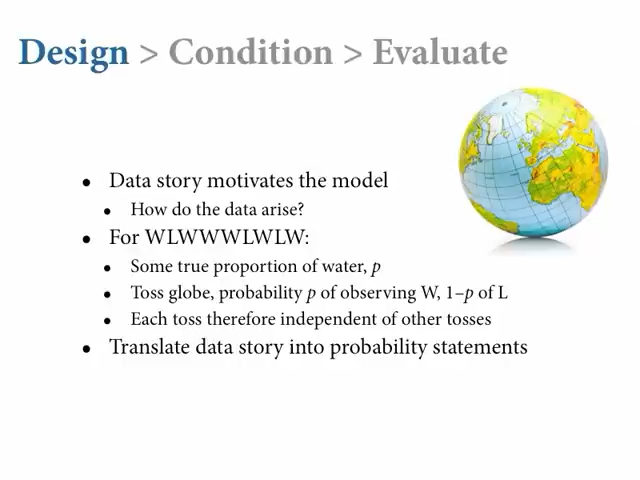 Design > Condition > Evaluate
• Data story motivates the model
• How do the data arise?
• For WLWWWLWLW:
• Some true proportion of water, p
• Toss globe, probability p of observing W, 1–p of L
• Each toss therefore independent of other tosses
• Translate data story into probability statements